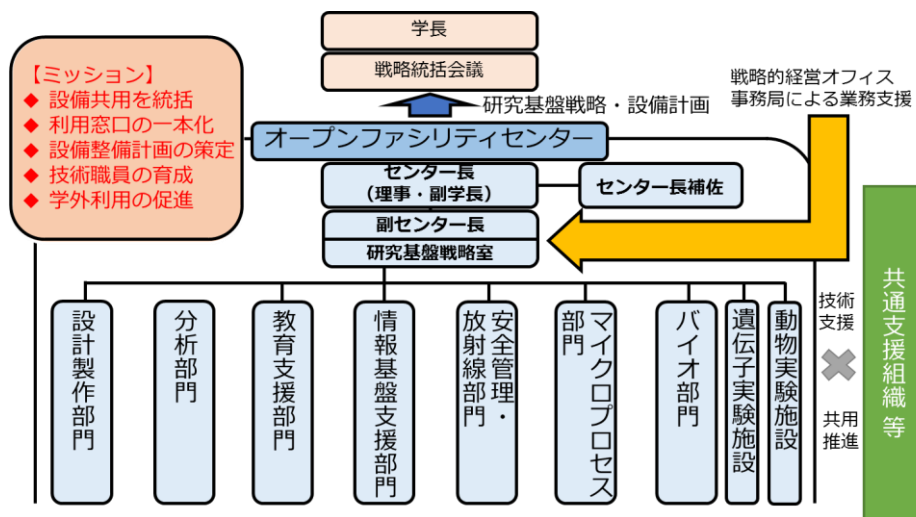 学長
戦略統括会議
【ミッション】
◆ 設備共用を統括
◆ 利用窓口の一本化
◆ 設備整備計画の策定
◆ 技術職員の育成
◆ 学外利用の促進
研究基盤戦略・設備計画
戦略的経営オフィス
事務局による業務支援
オープンファシリティセンター
センター長
（理事・副学長）
センター長補佐
副センター長
研究基盤戦略室
設計製作部門
分析部門
教育支援部門
情報基盤支援部門
安全管理・
放射線部門
マイクロプロセス
部門
バイオ部門
遺伝子実験施設
動物実験施設
技術
支援
共用
推進
共通支援組織 等